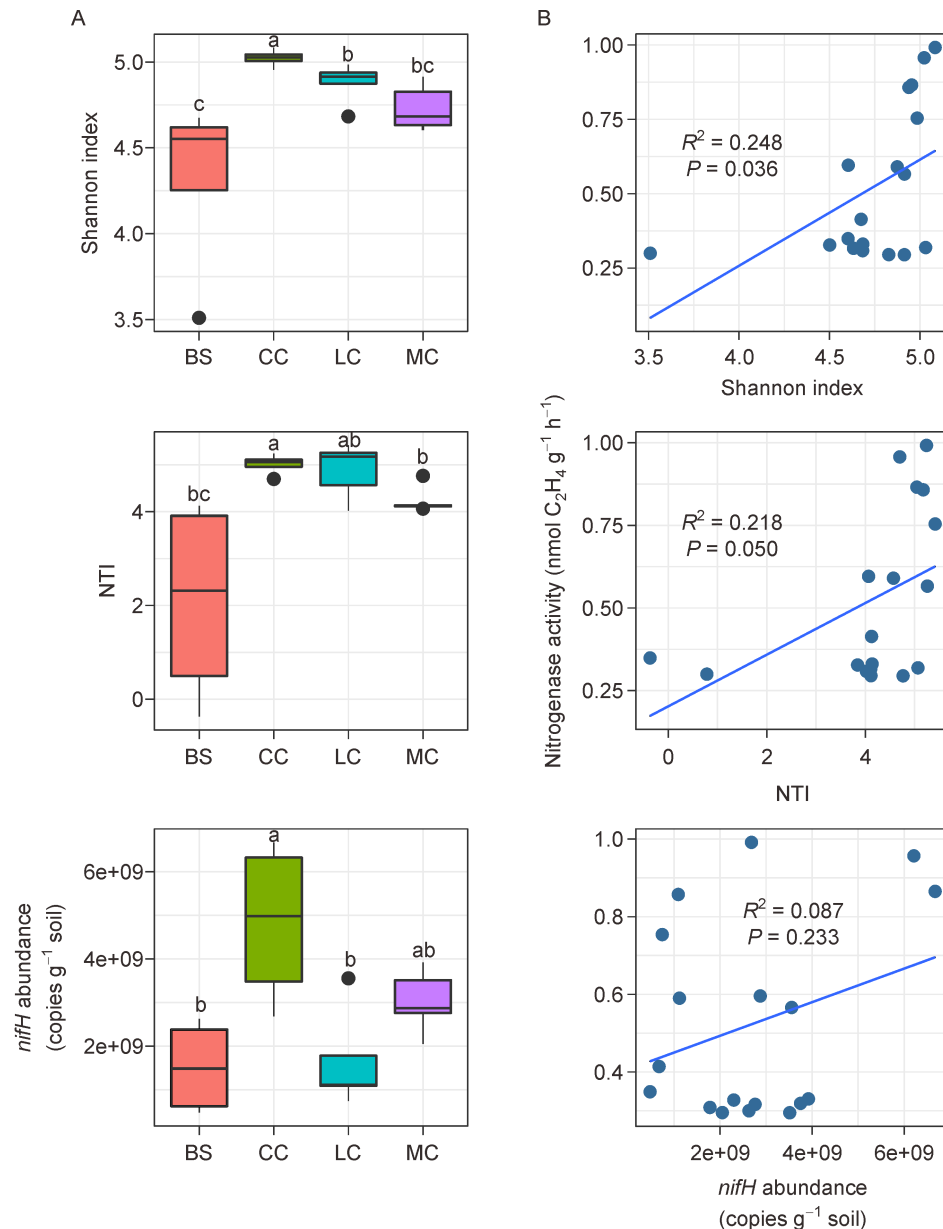 A
Shannon index
5.0
4.5
4.0
3.5
c
a
b
bc
BS CC LC MC
B
1.00
0.75
0.50
0.25
R² = 0.248
P = 0.036
3.5 4.0 4.5 5.0
Shannon index
NTI
4
2
0
bc
a
ab
b
BS CC LC MC
Nitrogenase activity (nmol C₂H₄ g⁻¹ h⁻¹)
1.00
0.75
0.50
0.25
R² = 0.218
P = 0.050
0 2 4
NTI
nifH abundance
(copies g⁻¹ soil)
6e+09
4e+09
2e+09
b
a
b
ab
BS CC LC MC
1.0
0.8
0.6
0.4
R² = 0.087
P = 0.233
2e+09 4e+09 6e+09
nifH abundance
(copies g⁻¹ soil)